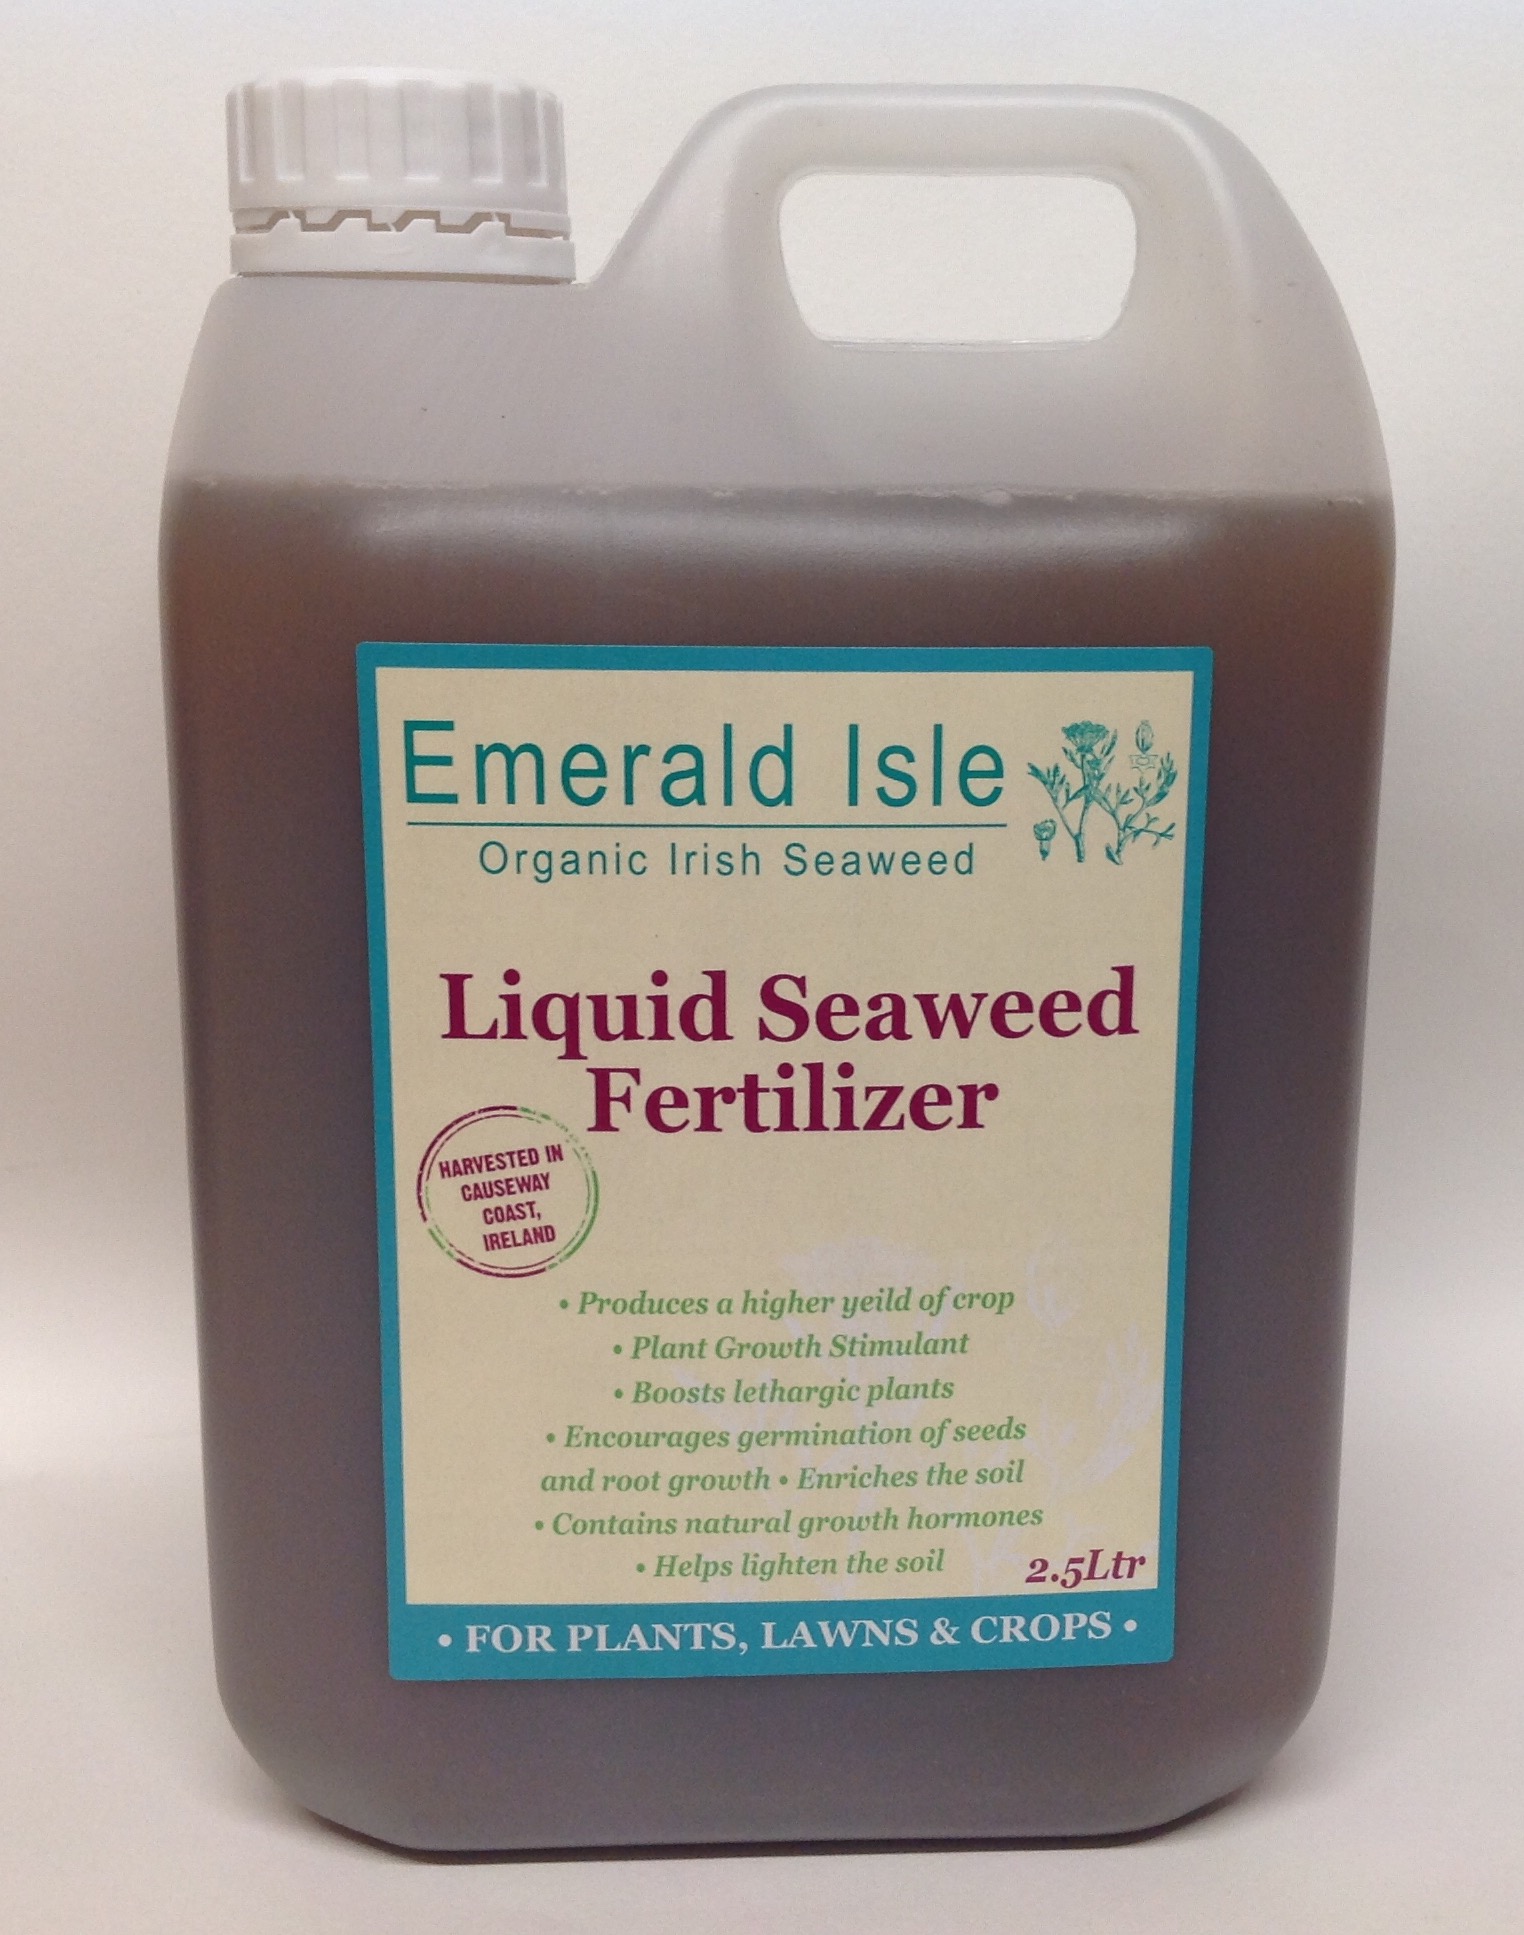 Emerald Isle
Organic Irish Seaweed
Liquid Seaweed
Fertilizer
HARVESTED IN
CAUSEWAY
COAST,
IRELAND
• Produces a higher yeild of crop
• Plant Growth Stimulant
• Boosts lethargic plants
• Encourages germination of seeds
and root growth • Enriches the soil
• Contains natural growth hormones
• Helps lighten the soil
2.5Ltr
• FOR PLANTS, LAWNS & CROPS •